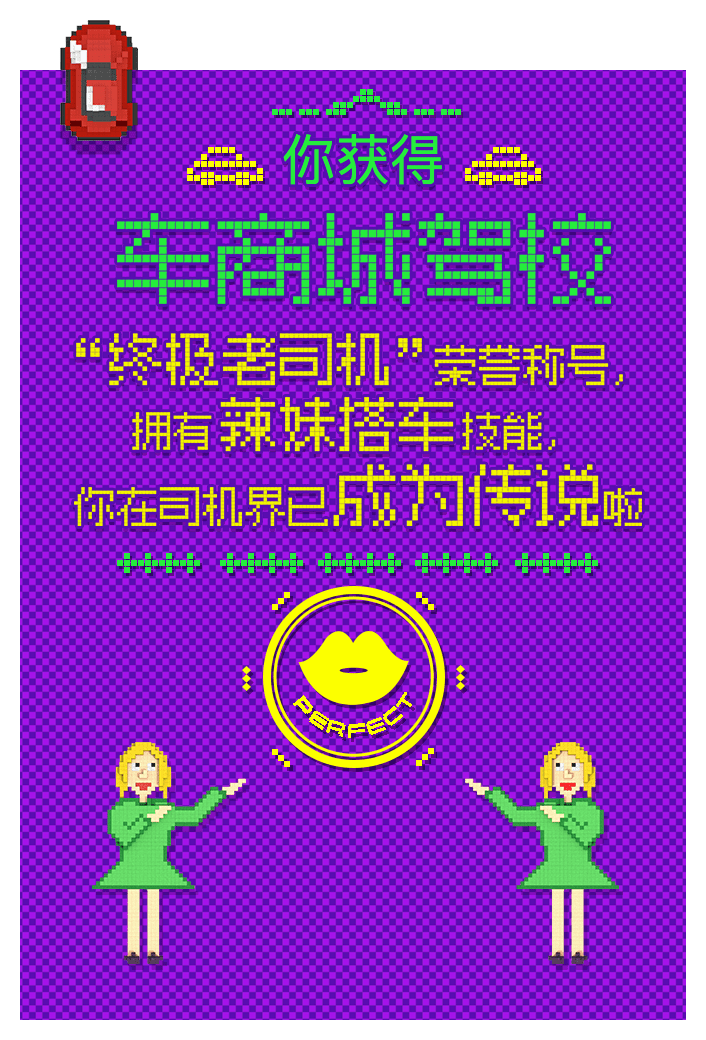 你获得
车商城驾校
“终极老司机”荣誉称号,
拥有辣妹搭车技能,
你在司机界已成为传说啦
PERFECT